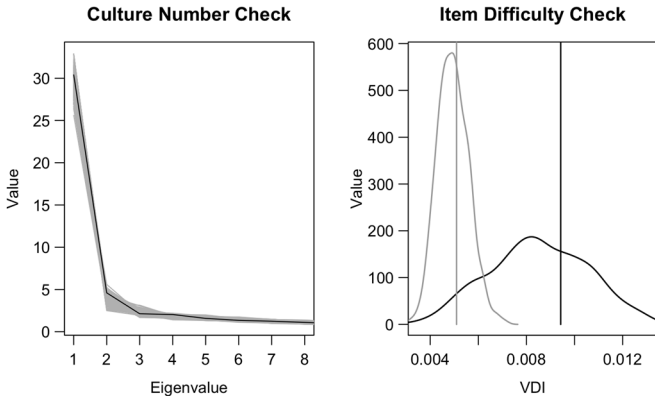 Culture Number Check
Value
30
25
20
15
10
5
0
1 2 3 4 5 6 7 8
Eigenvalue
Item Difficulty Check
Value
600
500
400
300
200
100
0
0.004 0.008 0.012
VDI